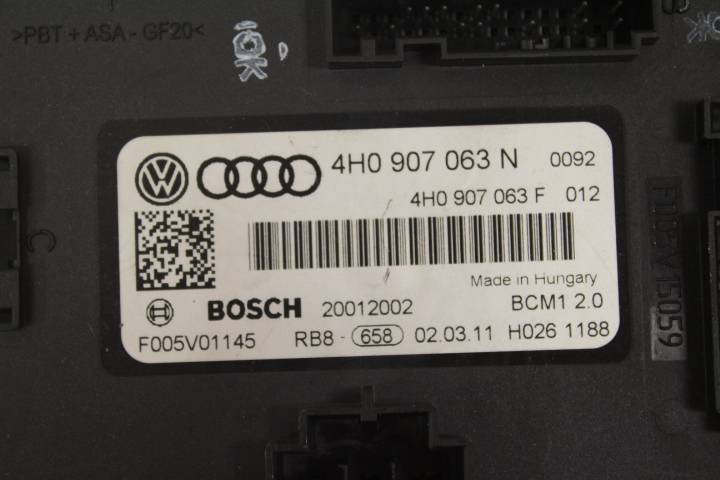 >PBT + ASA - GF20<
OK
4H0 907 063 N 0092
4H0 907 063 F 012
Made in Hungary
BOSCH 20012002 BCM1 2.0
F005V01145 RB8 - 658 02.03.11 H026 1188
C